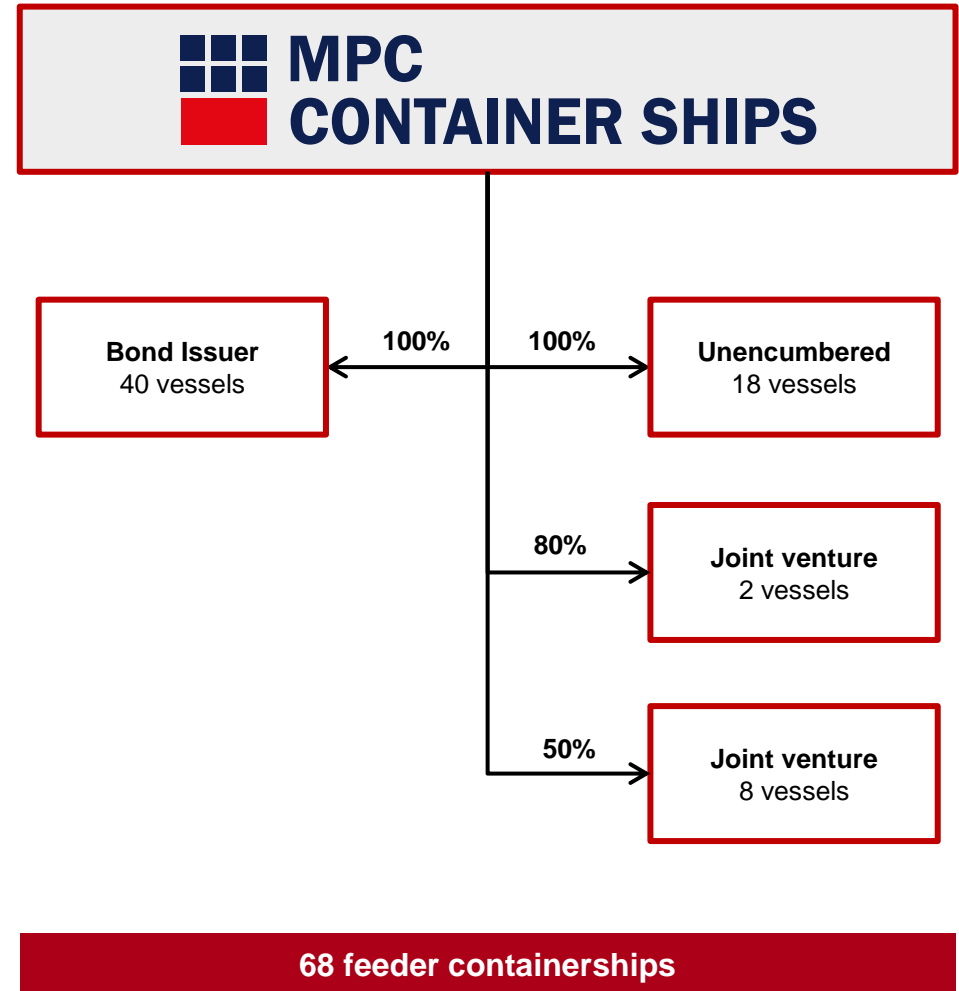 MPC
CONTAINER SHIPS
100%
100%
Bond Issuer
40 vessels
Unencumbered
18 vessels
80%
Joint venture
2 vessels
50%
Joint venture
8 vessels
68 feeder containerships